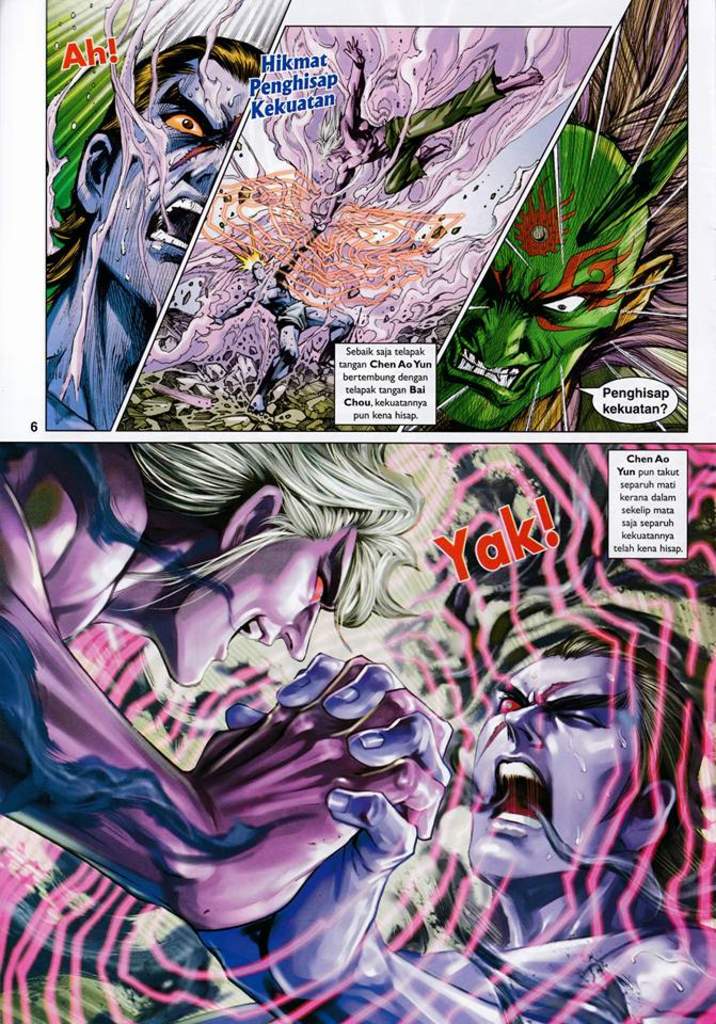 Ah!
Hikmat
Penghisap
Kekuatan
Sebaik saja telapak
tangan Chen Ao Yun
bertembung dengan
telapak tangan Bai
Chou, kekuatannya
pun kena hisap.
Penghisap
kekuatan?
6
Chen Ao
Yun pun takut
separuh mati
kerana dalam
sekelip mata
saja separuh
kekuatannya
telah kena hisap.
Yak!